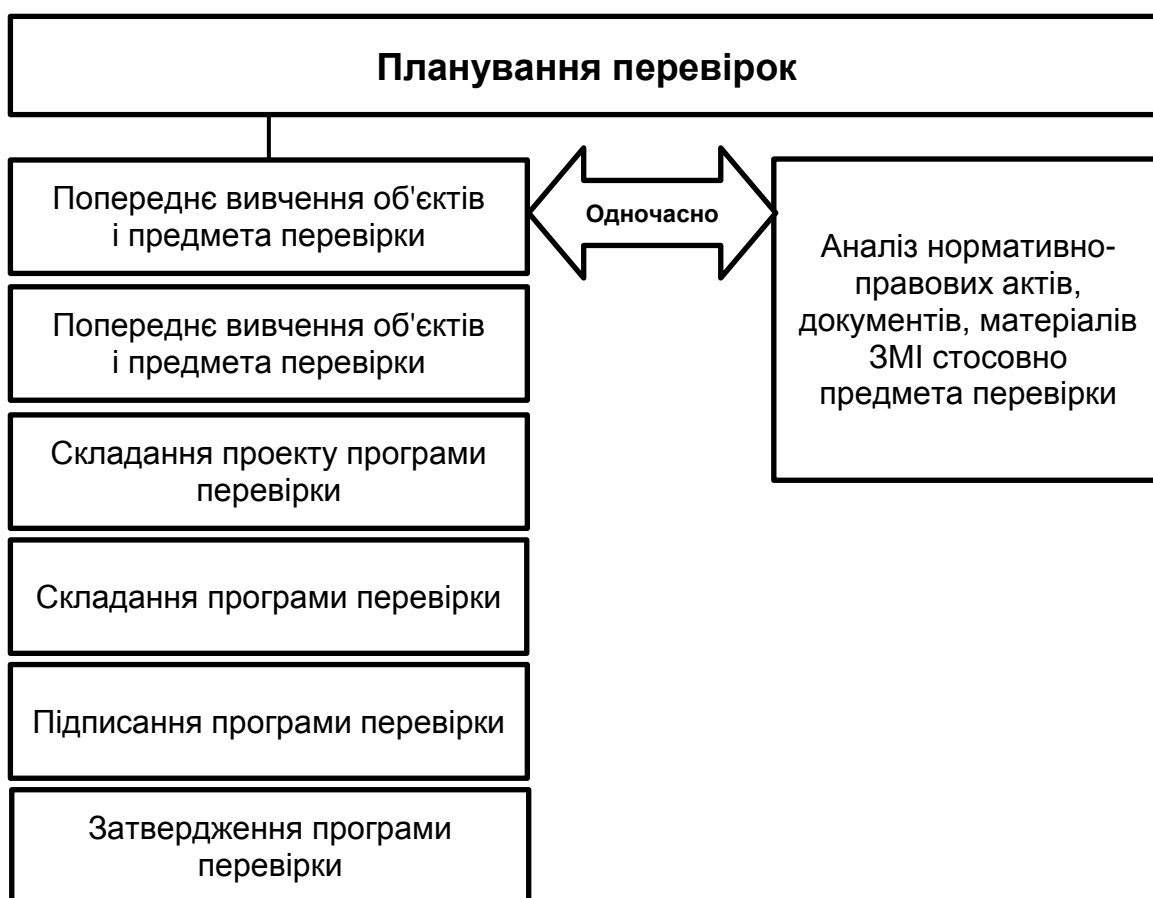 Планування перевірок
Попереднє вивчення об'єктів
і предмета перевірки
Одночасно
Аналіз нормативно-
правових актів,
документів, матеріалів
ЗМІ стосовно
предмета перевірки
Попереднє вивчення об'єктів
і предмета перевірки
Складання проекту програми
перевірки
Складання програми перевірки
Підписання програми перевірки
Затвердження програми
перевірки